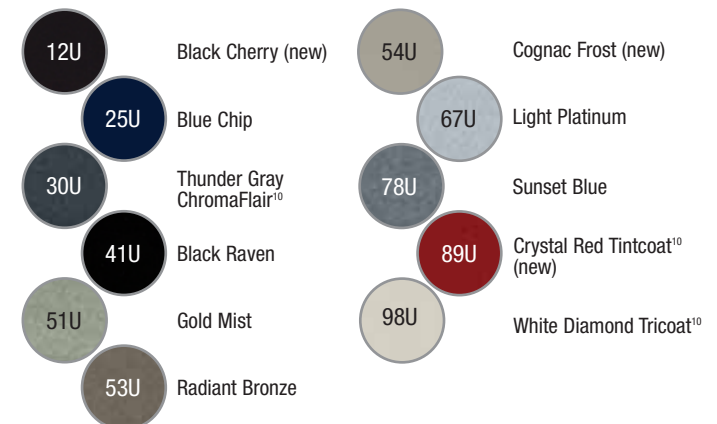 12U Black Cherry (new)
25U Blue Chip
30U Thunder Gray
ChromaFlair¹⁰
41U Black Raven
51U Gold Mist
53U Radiant Bronze
54U Cognac Frost (new)
67U Light Platinum
78U Sunset Blue
89U Crystal Red Tintcoat¹⁰
(new)
98U White Diamond Tricoat¹⁰